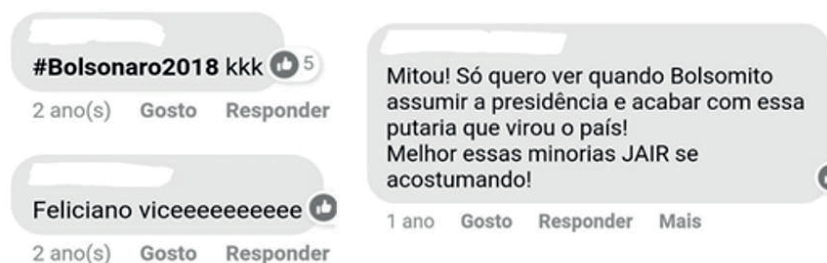 #Bolsonaro2018 kkk 5
2 ano(s) Gosto Responder
Feliciano viceeeeeeeeee
2 ano(s) Gosto Responder
Mitou! Só quero ver quando Bolsomito
assumir a presidência e acabar com essa
putaria que virou o país!
Melhor essas minorias JAIR se
acostumando!
1 ano Gosto Responder Mais